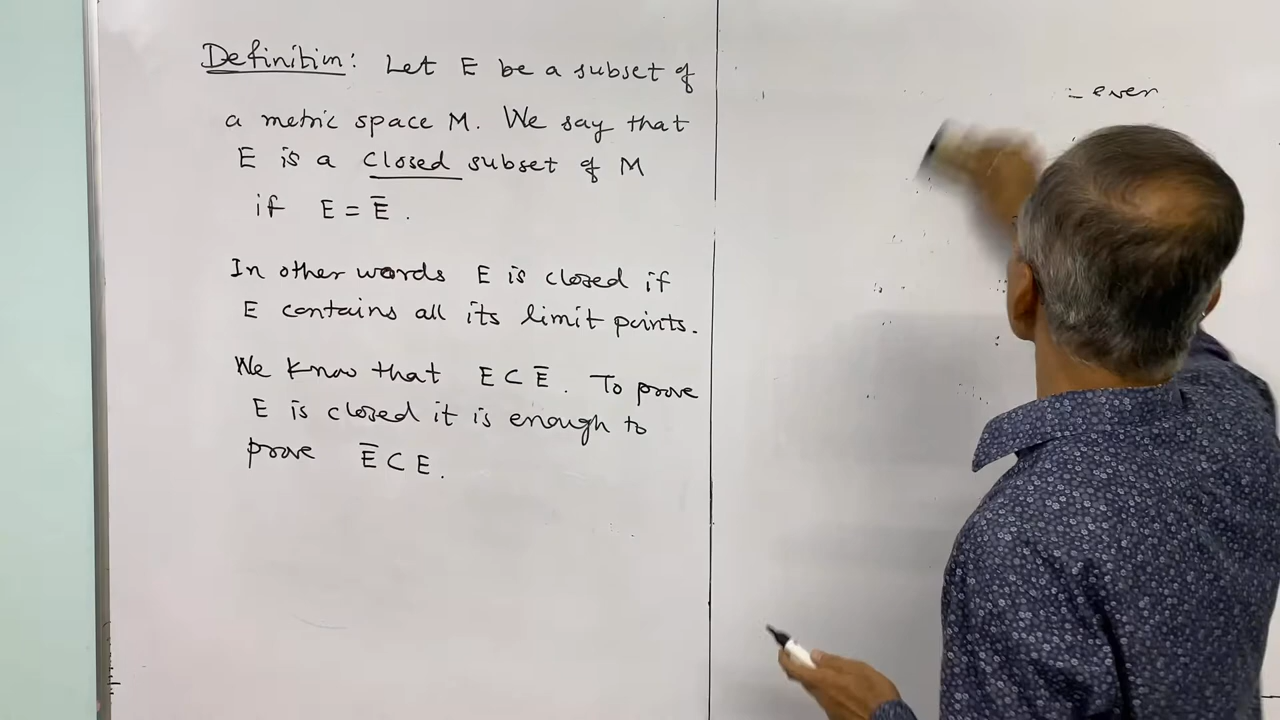 Definition: Let E be a subset of
a metric space M. We say that
E is a closed subset of M
if E = Ē .
In other words E is closed if
E contains all its limit points.
We know that E ⊂ Ē . To prove
E is closed it is enough to
prove Ē ⊂ E .
ever